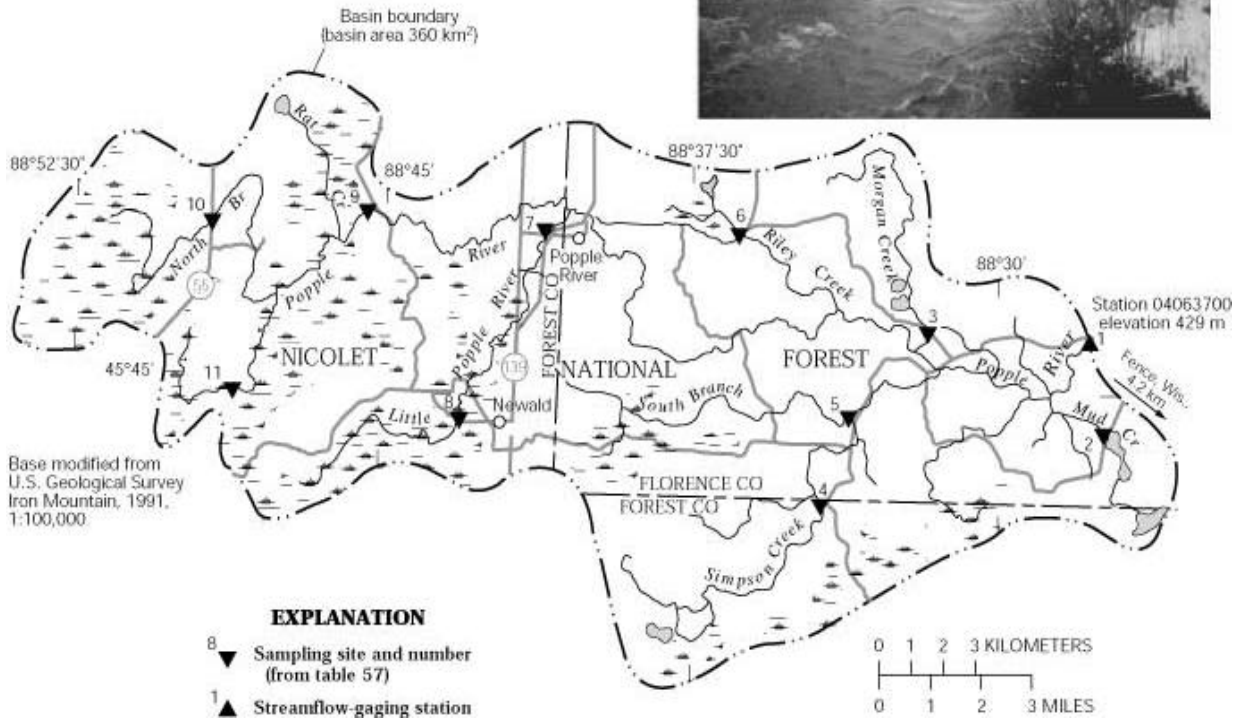 Basin boundary
(basin area 360 km²)
88°52'30"
88°45'
88°37'30"
88°30'
45°45'
Rat
Cr
10
North Br
9
55
Popple
River
11
NICOLET
7
Popple
River
Popple River
139
FOREST CO
NATIONAL
6
Riley Creek
Morgan Creek
3
FOREST
Station 04063700
elevation 429 m
1
Popple River
Fence, Wis.,
4.2 km
Mud Cr
2
8
Little
Newald
South Branch
5
FLORENCE CO
FOREST CO
4
Simpson Creek
Base modified from
U.S. Geological Survey
Iron Mountain, 1991,
1:100,000
EXPLANATION
8 Sampling site and number
(from table 57)
1 Streamflow-gaging station
0 1 2 3 KILOMETERS
0 1 2 3 MILES